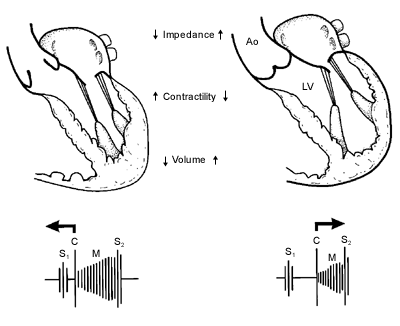 ↓ Impedance ↑
Ao
LV
↑ Contractility ↓
↓ Volume ↑
S1 C M S2
S1 C M S2